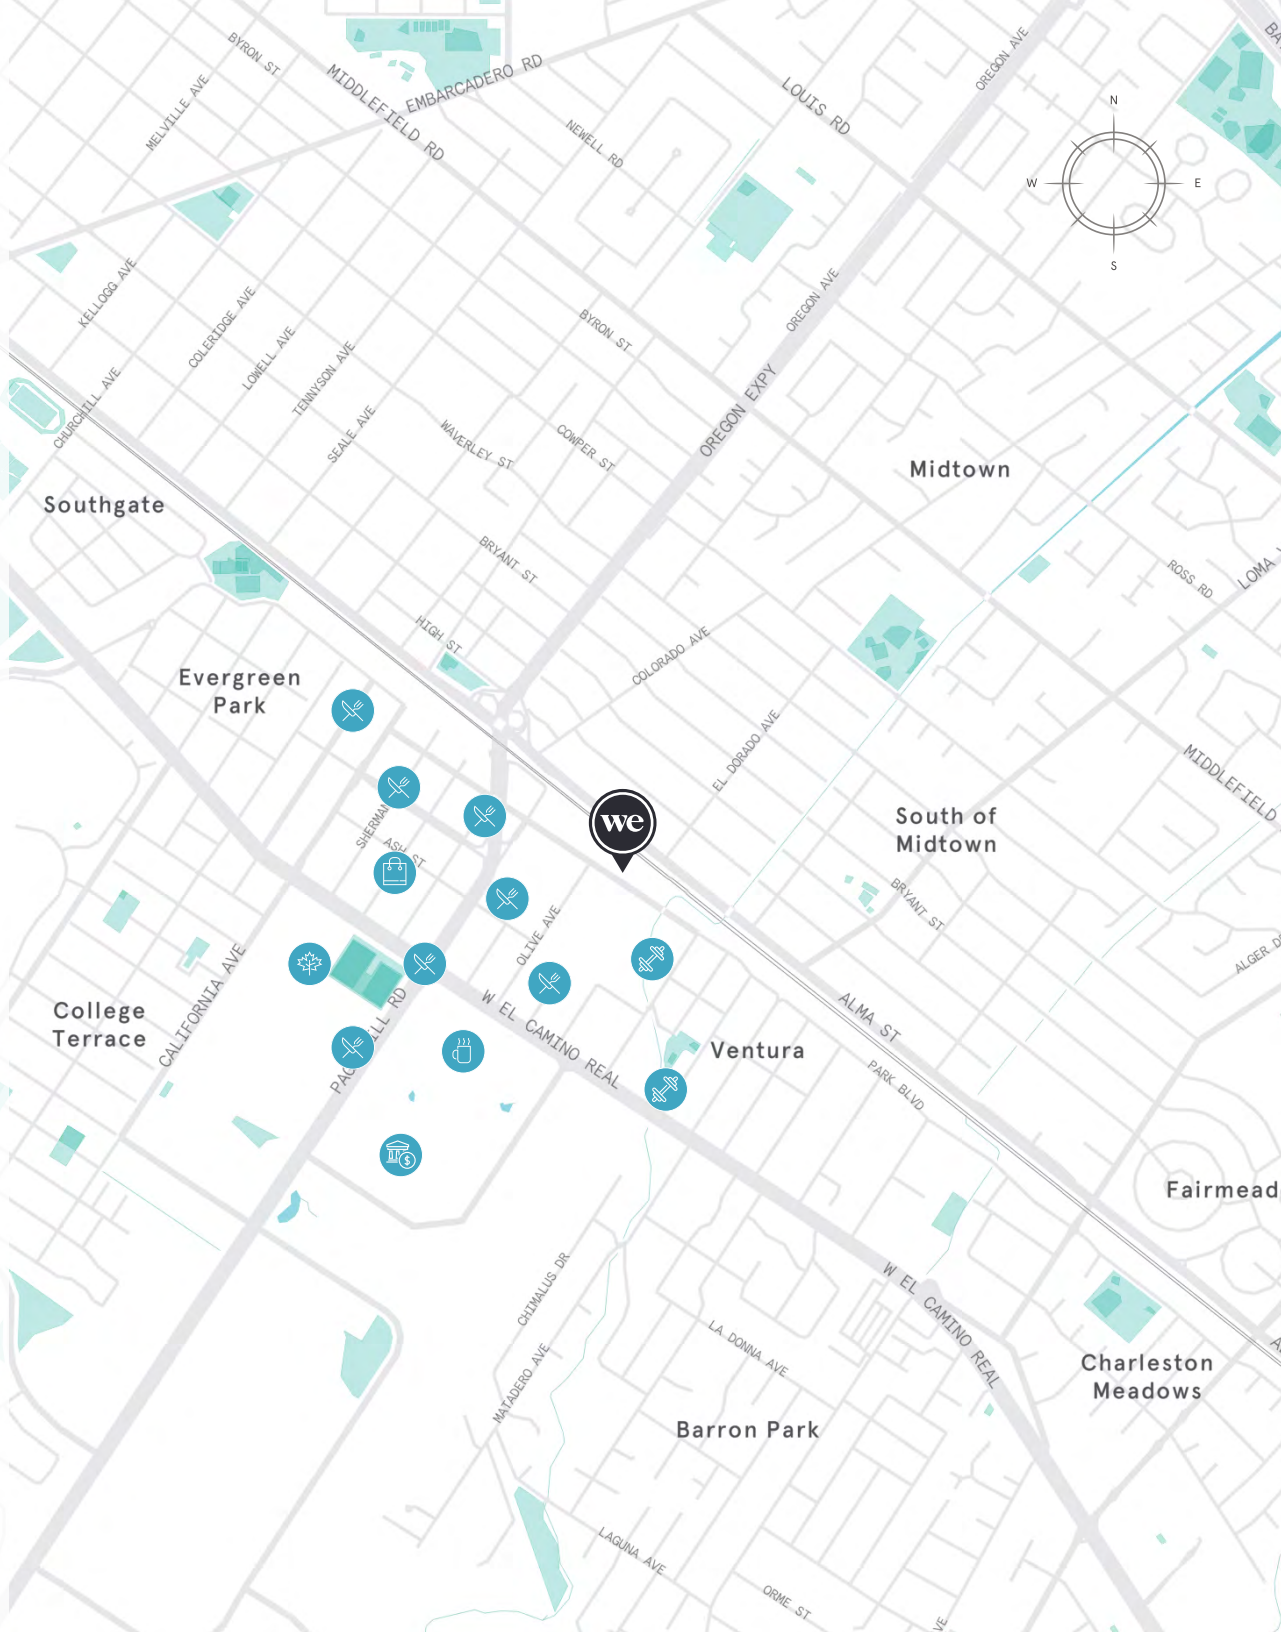 BYRON ST
MIDDLEFIELD RD
EMBARCADERO RD
MELVILLE AVE
NEWELL RD
LOUIS RD
OREGON AVE
N
W
E
S
KELLOGG AVE
COLERIDGE AVE
LOWELL AVE
TENNYSON AVE
SEALE AVE
CHURCHILL AVE
BYRON ST
OREGON AVE
OREGON EXPY
WAVERLEY ST
COWPER ST
Midtown
Southgate
BRYANT ST
ROSS RD
LOMA
HIGH ST
COLORADO AVE
Evergreen
Park
EL DORADO AVE
MIDDLEFIELD
SHERMAN
ASH ST
we
South of
Midtown
BRYANT ST
OLIVE AVE
ALGER D
CALIFORNIA AVE
College
Terrace
W EL CAMINO REAL
ALMA ST
Ventura
PARK BLVD
PAG
ILL RD
$
Fairmead
CHIMALUS DR
W EL CAMINO REAL
LA DONNA AVE
MATADERO AVE
Charleston
Meadows
Barron Park
LAGUNA AVE
ORME ST
VE